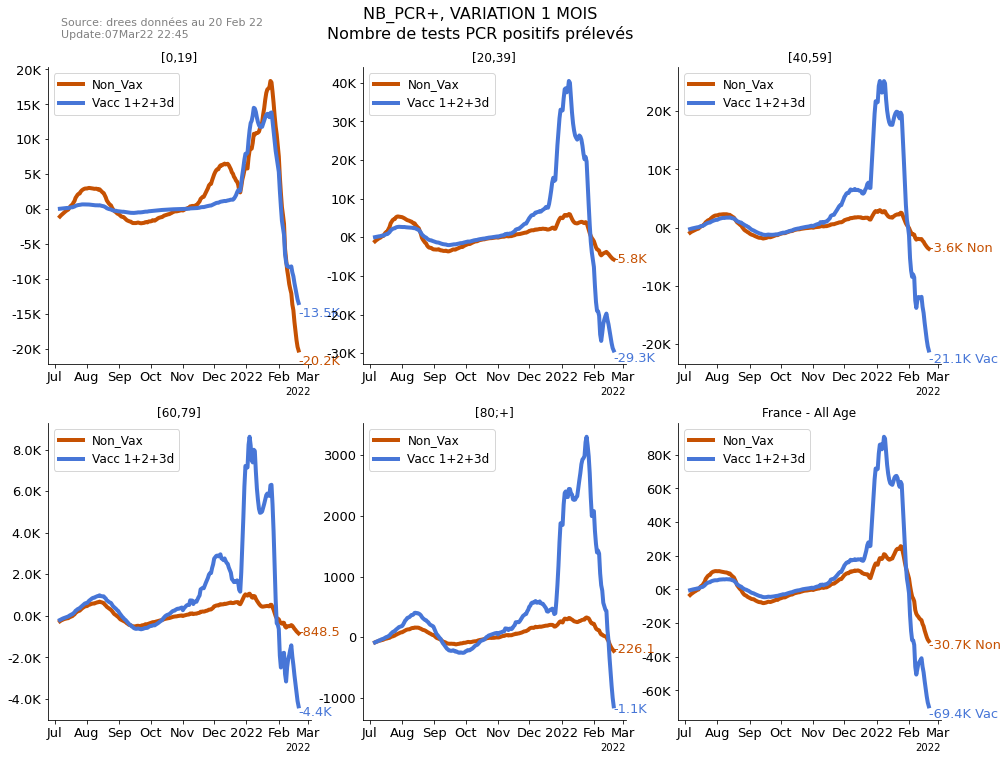 NB_PCR+, VARIATION 1 MOIS
Nombre de tests PCR positifs prélevés
Source: drees données au 20 Feb 22
Update:07Mar22 22:45
[0,19]
Non_Vax
Vacc 1+2+3d
20K
15K
10K
5K
0K
-5K
-10K
-15K
-20K
-13.5K
-20.2K
Jul Aug Sep Oct Nov Dec 2022 Feb Mar
2022
[20,39]
Non_Vax
Vacc 1+2+3d
40K
30K
20K
10K
0K
-10K
-20K
-30K
-5.8K
-29.3K
Jul Aug Sep Oct Nov Dec 2022 Feb Mar
2022
[40,59]
Non_Vax
Vacc 1+2+3d
20K
10K
0K
-10K
-20K
-3.6K Non
-21.1K Vac
Jul Aug Sep Oct Nov Dec 2022 Feb Mar
2022
[60,79]
Non_Vax
Vacc 1+2+3d
8.0K
6.0K
4.0K
2.0K
0.0K
-2.0K
-4.0K
-848.5
-4.4K
Jul Aug Sep Oct Nov Dec 2022 Feb Mar
2022
[80;+]
Non_Vax
Vacc 1+2+3d
3000
2000
1000
0
-1000
-226.1
-1.1K
Jul Aug Sep Oct Nov Dec 2022 Feb Mar
2022
France - All Age
Non_Vax
Vacc 1+2+3d
80K
60K
40K
20K
0K
-20K
-40K
-60K
-30.7K Non
-69.4K Vac
Jul Aug Sep Oct Nov Dec 2022 Feb Mar
2022